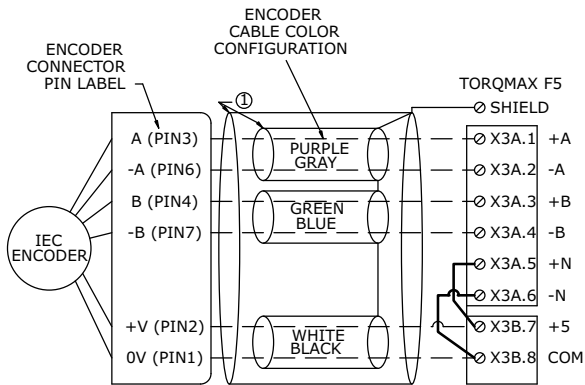 ENCODER
CABLE COLOR
CONFIGURATION
ENCODER
CONNECTOR
PIN LABEL
①
TORQMAX F5
SHIELD
A (PIN3)
PURPLE
X3A.1 +A
-A (PIN6)
GRAY
X3A.2 -A
B (PIN4)
GREEN
X3A.3 +B
-B (PIN7)
BLUE
X3A.4 -B
IEC
ENCODER
X3A.5 +N
X3A.6 -N
+V (PIN2)
WHITE
X3B.7 +5
0V (PIN1)
BLACK
X3B.8 COM